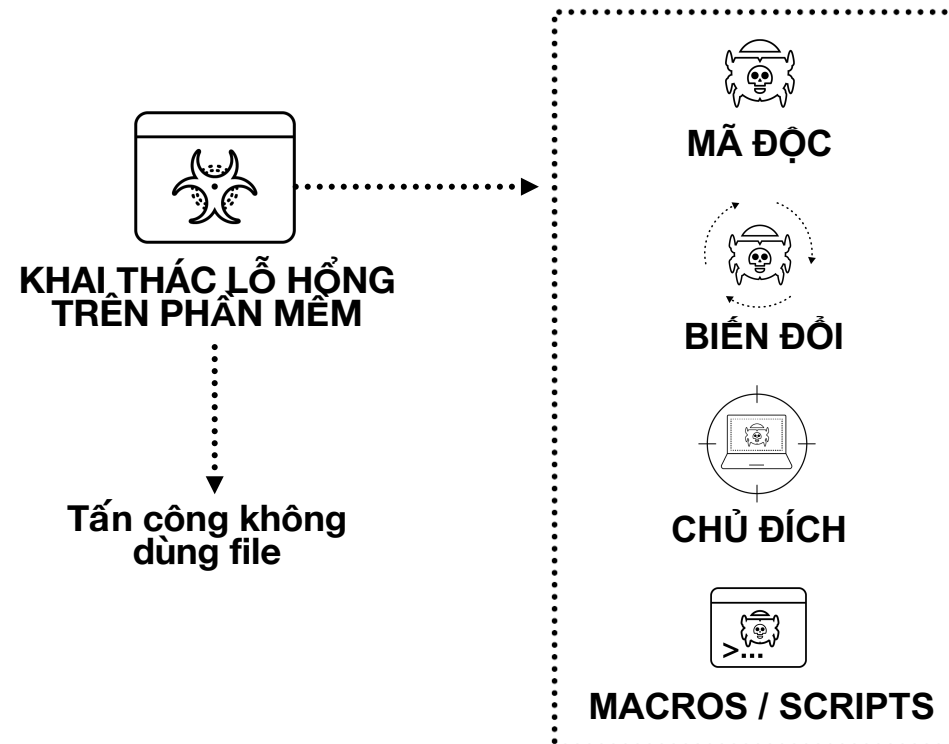 KHAI THÁC LỖ HỔNG
TRÊN PHẦN MỀM
Tấn công không
dùng file
MÃ ĐỘC
BIẾN ĐỔI
CHỦ ĐÍCH
>...
MACROS / SCRIPTS